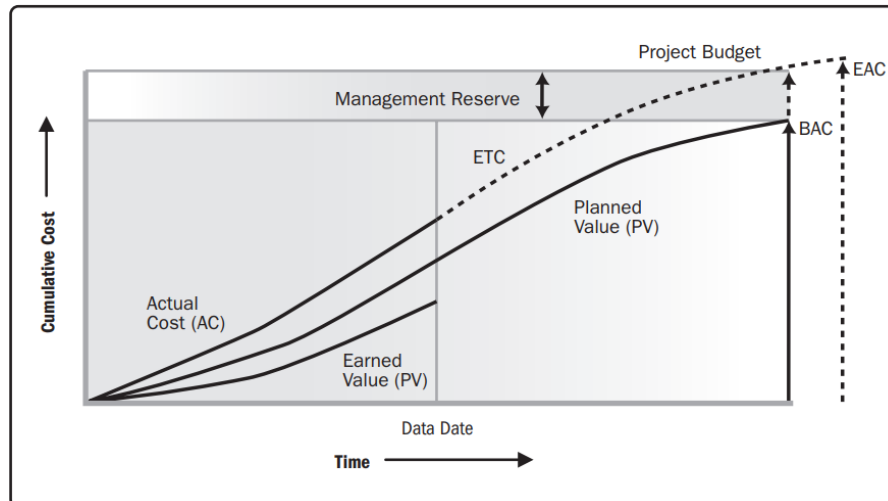 Project Budget
EAC
Management Reserve
BAC
ETC
Planned
Value (PV)
Cumulative Cost
Actual
Cost (AC)
Earned
Value (PV)
Data Date
Time